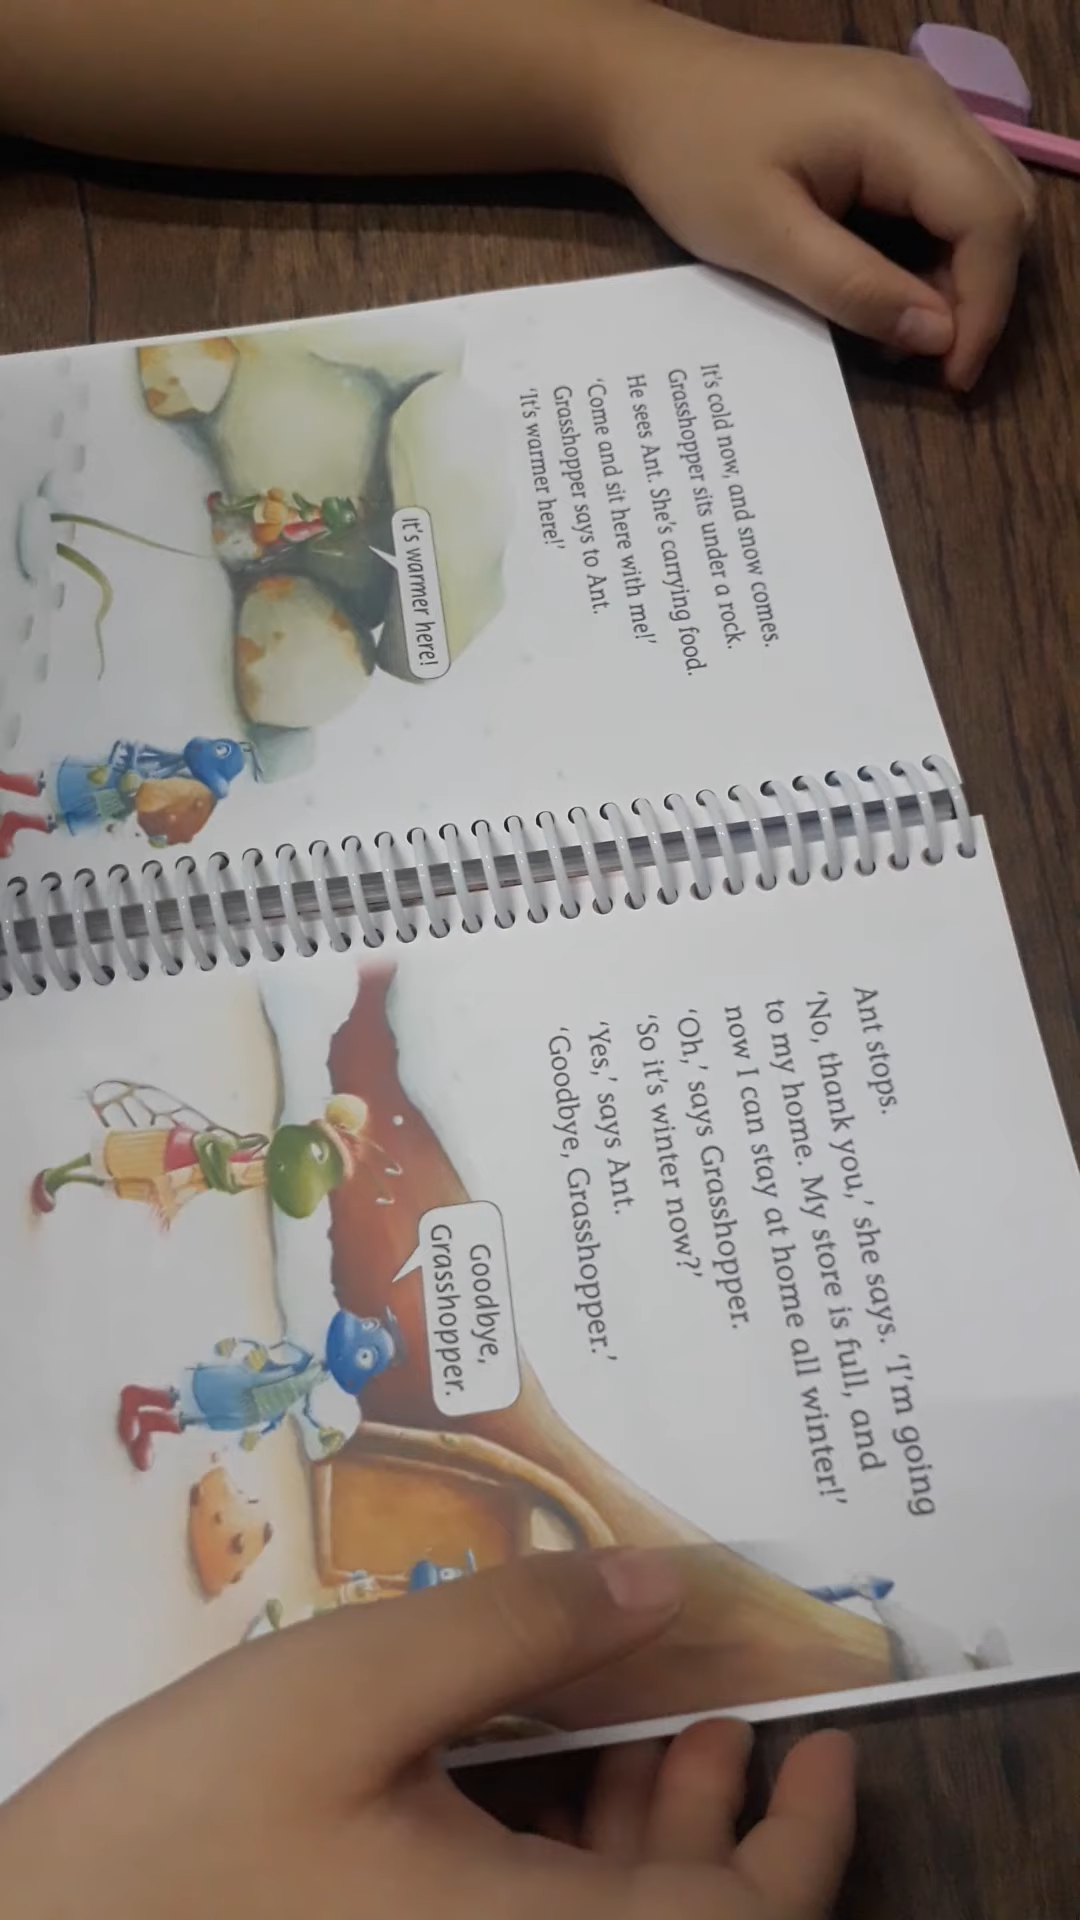 It's cold now, and snow comes.
Grasshopper sits under a rock.
He sees Ant. She's carrying food.
‘Come and sit here with me!’
Grasshopper says to Ant.
‘It's warmer here!’
It's warmer here!
Ant stops.
‘No, thank you,’ she says. ‘I'm going
to my home. My store is full, and
now I can stay at home all winter!’
‘Oh,’ says Grasshopper.
‘So it's winter now?’
‘Yes,’ says Ant.
‘Goodbye, Grasshopper.’
Goodbye,
Grasshopper.